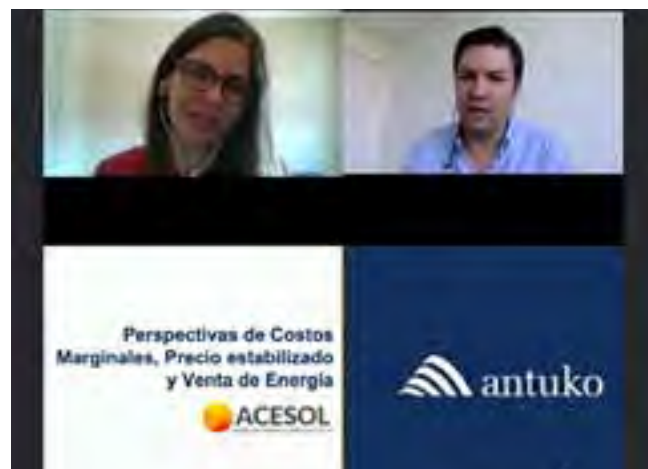 Perspectivas de Costos
Marginales, Precio estabilizado
y Venta de Energía
ACESOL
antuko